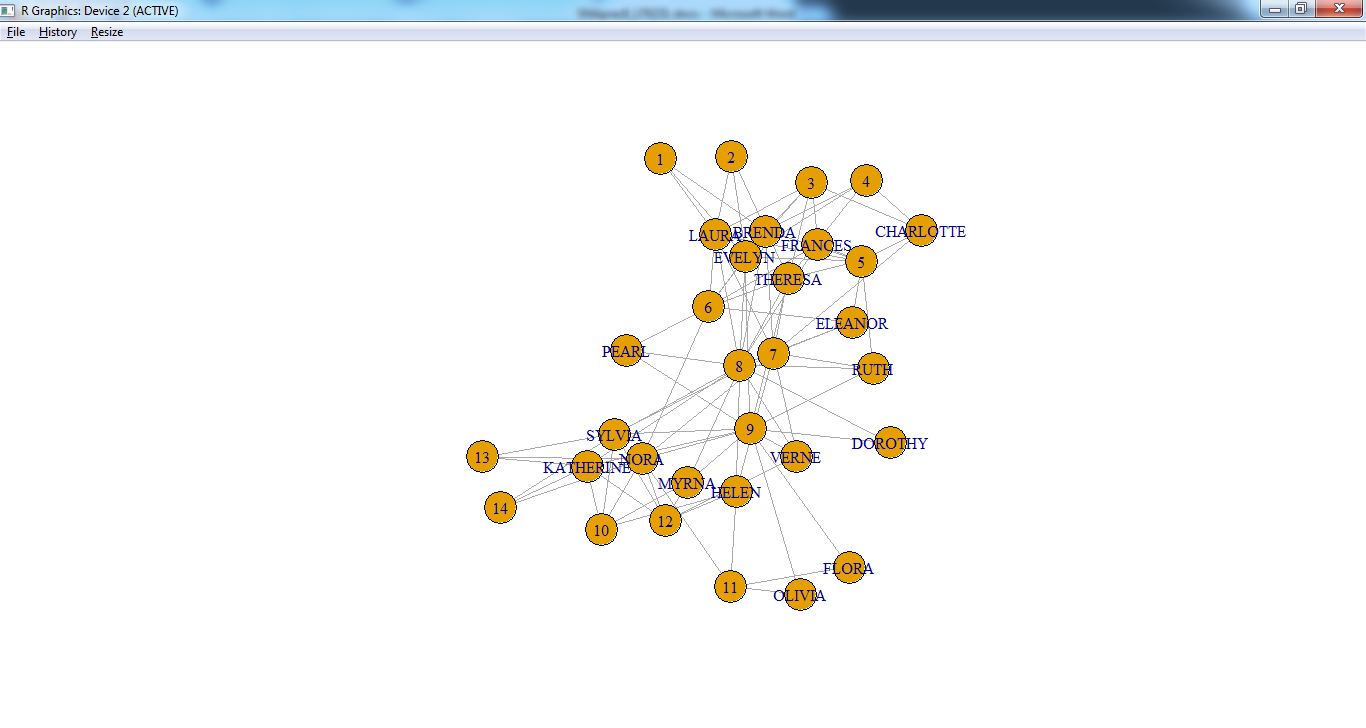 R Graphics: Device 2 (ACTIVE)
File History Resize
1
2
3
4
LAURA
BRENDA
CHARLOTTE
FRANCES
EVELYN
5
THERESA
6
ELEANOR
PEARL
7
8
RUTH
9
SYLVIA
DOROTHY
13
KATHERINE
NORA
VERNE
MYRNA
HELEN
14
10
12
FLORA
11
OLIVIA